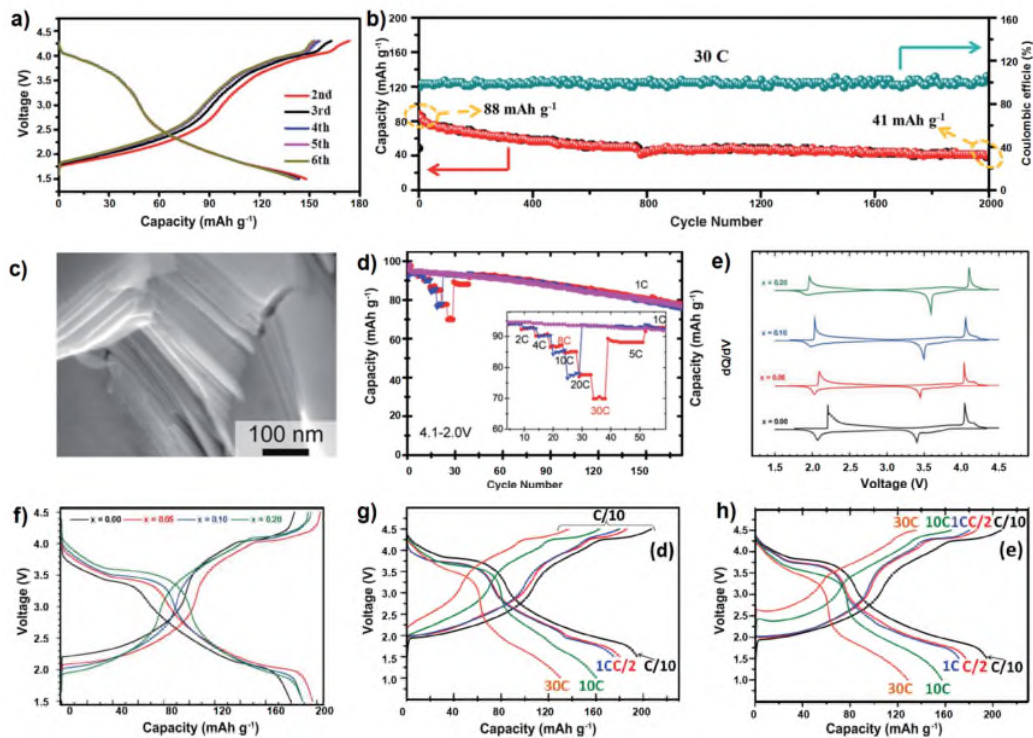 a)
Voltage (V)
4.5
4.0
3.5
3.0
2.5
2.0
1.5
2nd
3rd
4th
5th
6th
0 30 60 90 120 150 180
Capacity (mAh g-1)
b)
Capacity (mAh g-1)
200
160
120
80
40
0
30 C
88 mAh g-1
41 mAh g-1
160
120
80
40
0
Coulombic efficie (%)
0 400 800 1200 1600 2000
Cycle Number
c)
100 nm
d)
Capacity (mAh g-1)
100
80
60
40
20
0
1C
1C
2C
4C
8C
10C
20C
30C
5C
90
80
70
60
10 20 30 40 50
4.1-2.0V
0 30 60 90 120 150
Cycle Number
Capacity (mAh g-1)
e)
dQ/dV
x = 0.20
x = 0.10
x = 0.05
x = 0.00
1.5 2.0 2.5 3.0 3.5 4.0 4.5
Voltage (V)
f)
Voltage (V)
4.5
4.0
3.5
3.0
2.5
2.0
1.5
x = 0.00 x = 0.05 x = 0.10 x = 0.20
0 40 80 120 160 200
Capacity (mAh g-1)
g)
Voltage (V)
4.5
4.0
3.5
3.0
2.5
2.0
1.5
1.0
C/10
(d)
30C
10C
1C
C/2
C/10
0 40 80 120 160 200
Capacity (mAh g-1)
h)
Voltage (V)
4.5
4.0
3.5
3.0
2.5
2.0
1.5
1.0
30C 10C 1C C/2 C/10
(e)
30C
10C
1C
C/2
C/10
0 40 80 120 160 200
Capacity (mAh g-1)